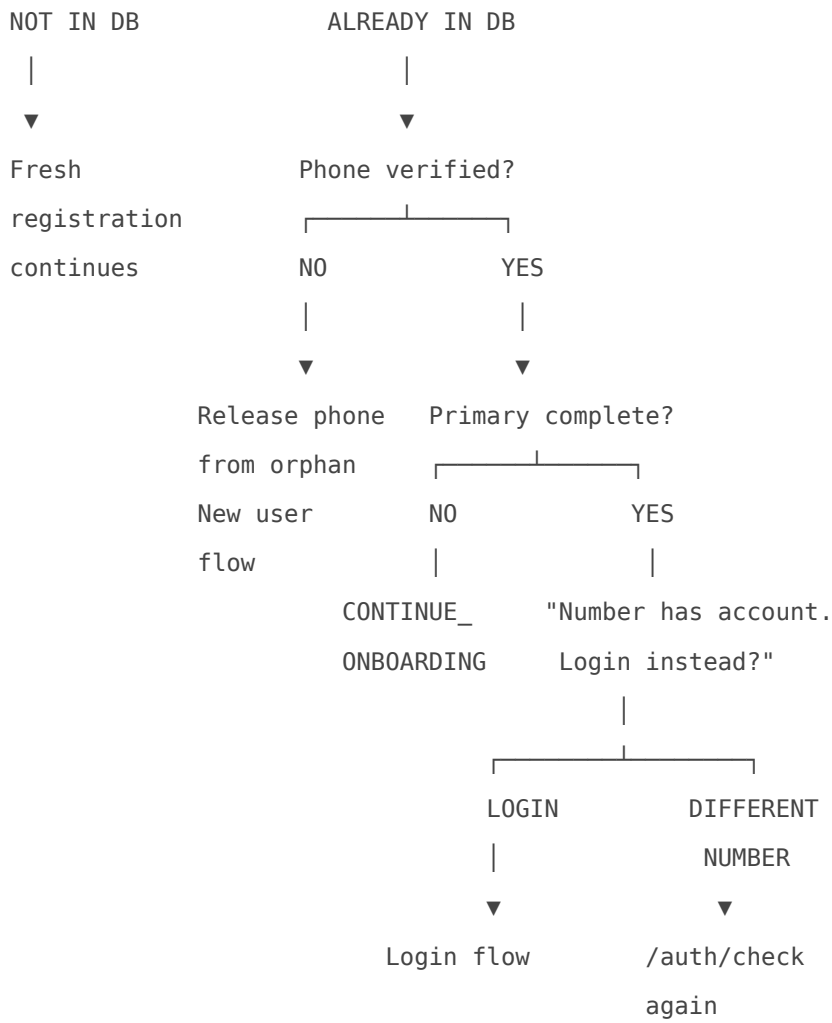 NOT IN DB ALREADY IN DB
Fresh Phone verified?
registration
continues NO YES
Release phone Primary complete?
from orphan
New user NO YES
flow
CONTINUE_ "Number has account.
ONBOARDING Login instead?"
LOGIN DIFFERENT
NUMBER
Login flow /auth/check
again